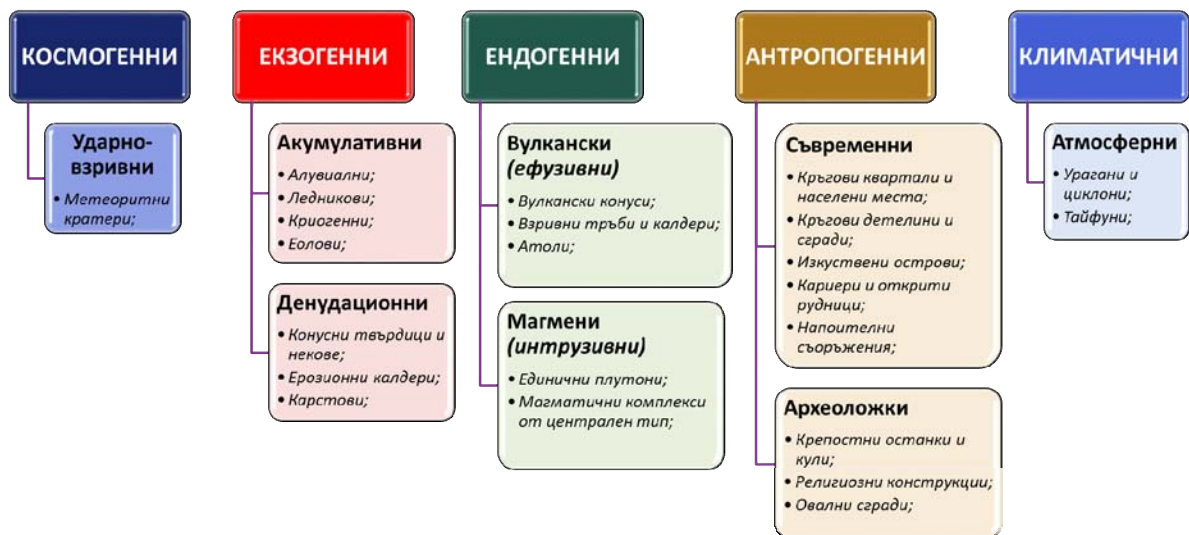 КОСМОГЕННИ
Ударно-
взривни
• Метеоритни
кратери;
ЕКЗОГЕННИ
Акумулативни
• Алувиални;
• Ледникови;
• Криогенни;
• Еолови;
Денудационни
• Конусни твърдици и
некове;
• Ерозионни калдери;
• Карстови;
ЕНДОГЕННИ
Вулкански
(ефузивни)
• Вулкански конуси;
• Взривни тръби и калдери;
• Атоли;
Магмени
(интрузивни)
• Единични плутони;
• Магматични комплекси
от централен тип;
АНТРОПОГЕННИ
Съвременни
• Кръгови квартали и
населени места;
• Кръгови детелини и
сгради;
• Изкуствени острови;
• Кариери и открити
рудници;
• Напоителни
съоръжения;
Археоложки
• Крепостни останки и
кули;
• Религиозни конструкции;
• Овални сгради;
КЛИМАТИЧНИ
Атмосферни
• Урагани и
циклони;
• Тайфуни;